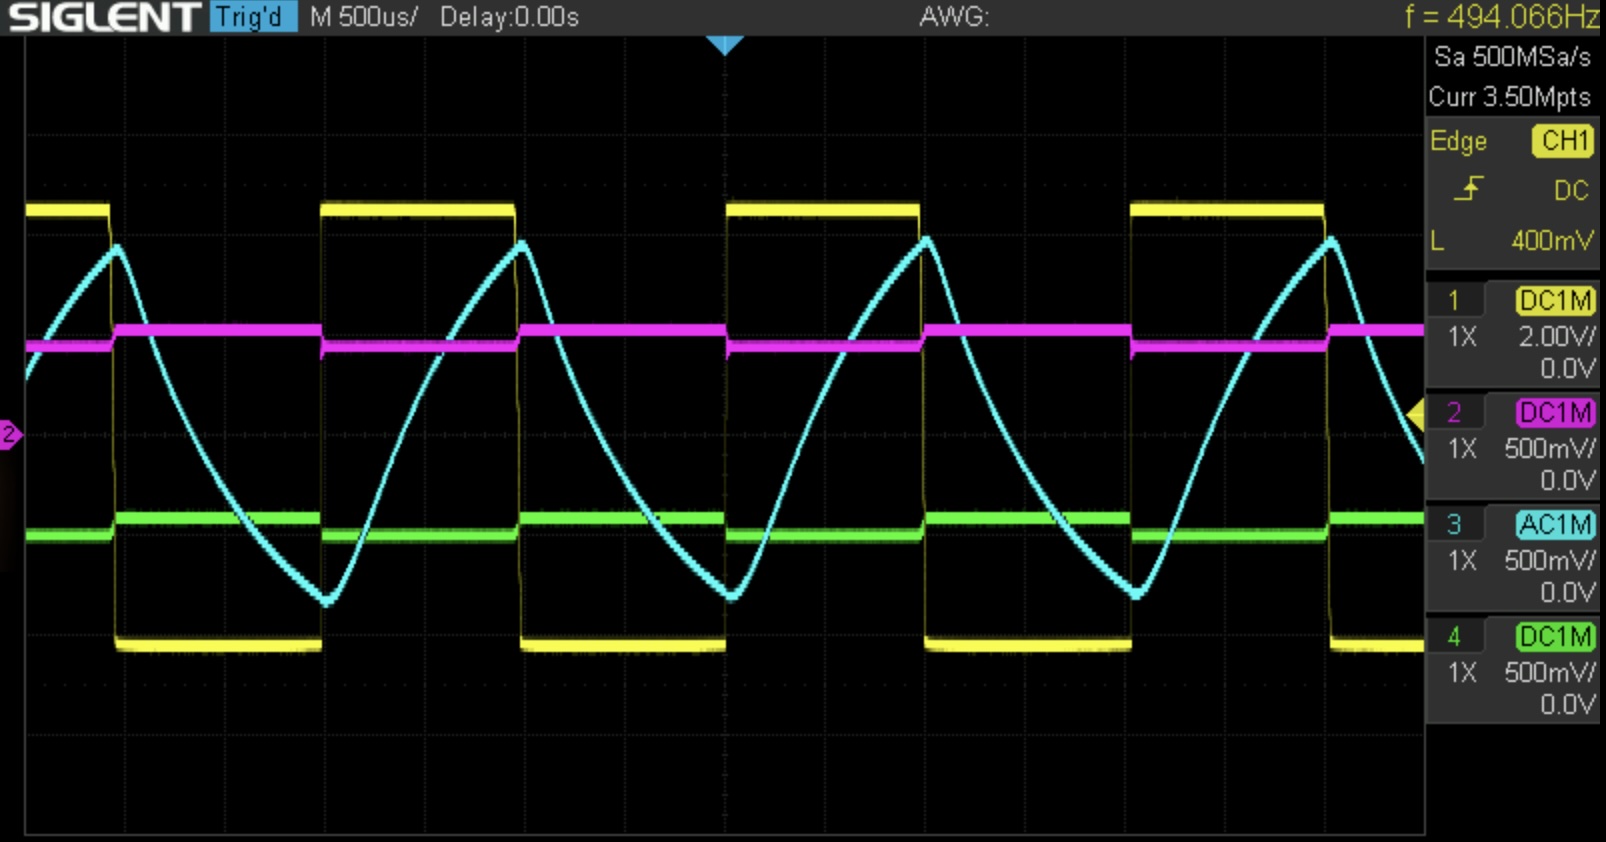 SIGLENT Trig'd M 500us/ Delay:0.00s AWG: f = 494.066Hz
Sa 500MSa/s
Curr 3.50Mpts
Edge CH1
DC
L 400mV
1 DC1M
1X 2.00V/
0.0V
2 DC1M
1X 500mV/
0.0V
3 AC1M
1X 500mV/
0.0V
4 DC1M
1X 500mV/
0.0V
2